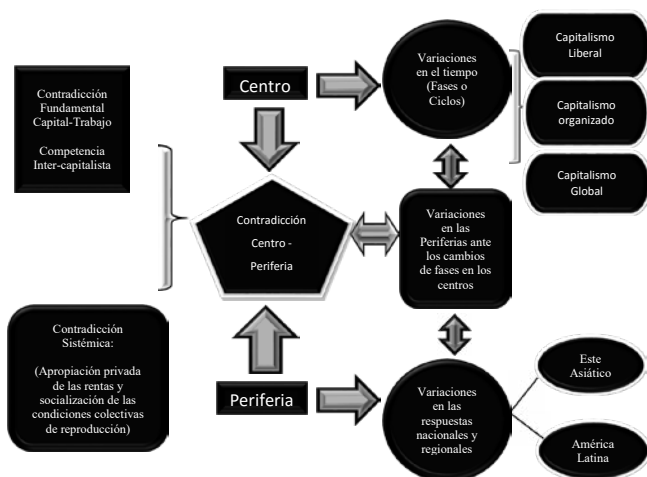 Contradicción
Fundamental
Capital-Trabajo
Competencia
Inter-capitalista
Contradicción
Sistémica:
(Apropiación privada
de las rentas y
socialización de las
condiciones colectivas
de reproducción)
Centro
Contradicción
Centro -
Periferia
Periferia
Variaciones
en el tiempo
(Fases o
Ciclos)
Variaciones
en las
Periferias ante
los cambios
de fases en los
centros
Variaciones
en las
respuestas
nacionales y
regionales
Capitalismo
Liberal
Capitalismo
organizado
Capitalismo
Global
Este
Asiático
América
Latina